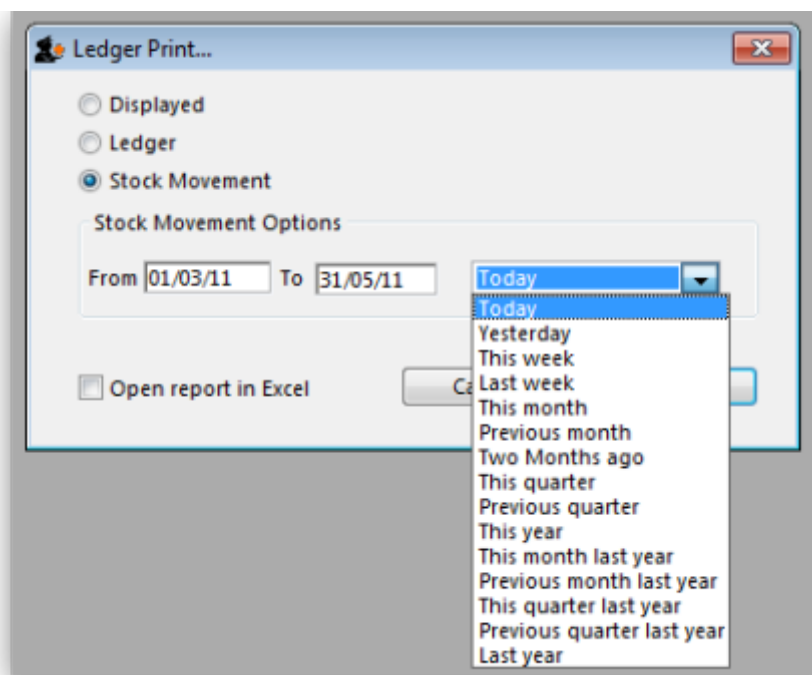 Ledger Print...
Displayed
Ledger
Stock Movement
Stock Movement Options
From 01/03/11 To 31/05/11 Today
Today
Yesterday
This week
Last week
This month
Previous month
Two Months ago
This quarter
Previous quarter
This year
This month last year
Previous month last year
This quarter last year
Previous quarter last year
Last year
Open report in Excel